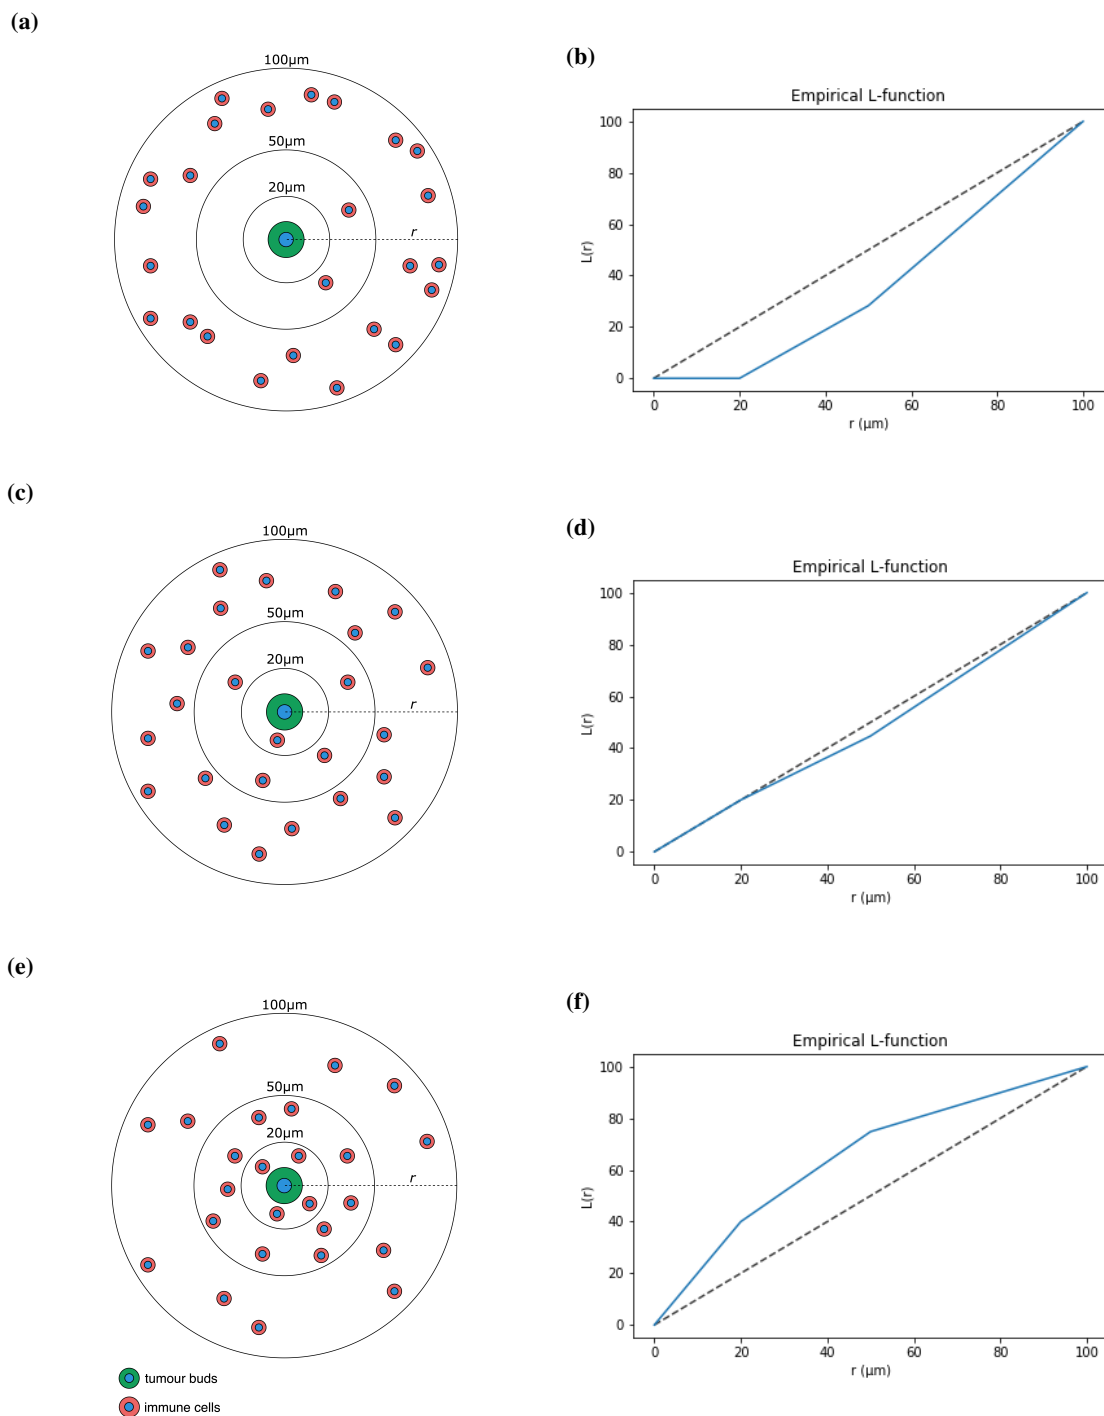 (a)
100μm
50μm
20μm
r
(b)
Empirical L-function
100
80
60
40
20
0
L(r)
0 20 40 60 80 100
r (μm)
(c)
100μm
50μm
20μm
r
(d)
Empirical L-function
100
80
60
40
20
0
L(r)
0 20 40 60 80 100
r (μm)
(e)
100μm
50μm
20μm
r
(f)
Empirical L-function
100
80
60
40
20
0
L(r)
0 20 40 60 80 100
r (μm)
tumour buds
immune cells